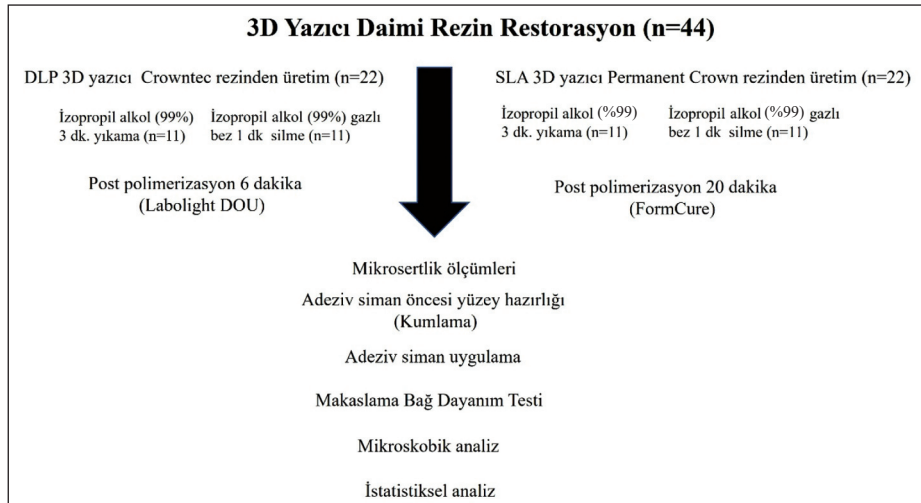 3D Yazıcı Daimi Rezin Restorasyon (n=44)
DLP 3D yazıcı Crowntec rezinden üretim (n=22)
İzopropil alkol (99%)
3 dk. yıkama (n=11)
İzopropil alkol (99%) gazlı
bez 1 dk silme (n=11)
Post polimerizasyon 6 dakika
(Labolight DOU)
SLA 3D yazıcı Permanent Crown rezinden üretim (n=22)
İzopropil alkol (%99)
3 dk. yıkama (n=11)
İzopropil alkol (%99) gazlı
bez 1 dk silme (n=11)
Post polimerizasyon 20 dakika
(FormCure)
Mikrosertlik ölçümleri
Adeziv siman öncesi yüzey hazırlığı
(Kumlama)
Adeziv siman uygulama
Makaslama Bağ Dayanım Testi
Mikroskobik analiz
İstatistiksel analiz